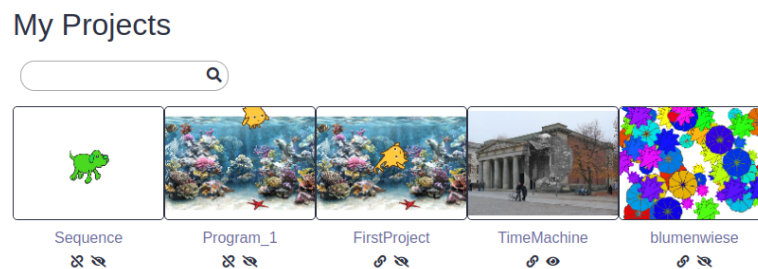 My Projects
Sequence
Program_1
FirstProject
TimeMachine
blumenwiese